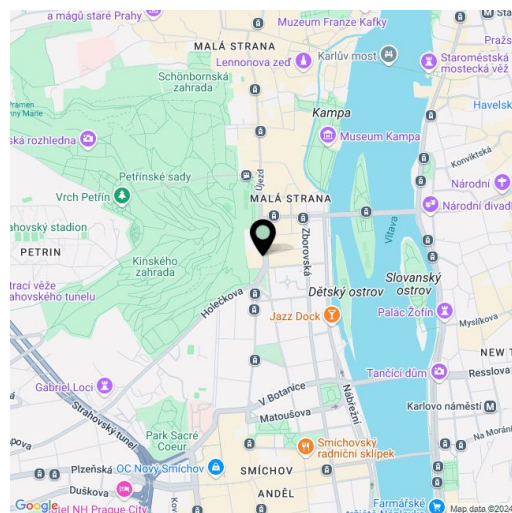 a mágů staré Prahy
Muzeum Franze Kafky
MALÁ STRANA
Karlův most
Lennonova zeď
Staroměstská
mostecká věž
Schönbornská
zahrada
Kampa
Havelsk
Museum Kampa
ská rozhledna
Konviktská
Petřínské sady
Újezd
Národní
Vrch Petřín
MALÁ STRANA
Národní divadl
ahovský stadion
Vltava
PETRIN
Zborovská
Kinského
zahrada
Slovanský
ostrov
trací věže
ahovského tunelu
Holečkova
Dětský ostrov
Jazz Dock
Palác Žofín
Myslíkova
NEW T
Tančící dům
Resslova
Gabriel Loci
Strahovský tunel
V Botanice
Nábřežní
Matoušova
Karlovo náměstí
Na Morání
Park Sacré
Coeur
Smíchovský
radniční sklípek
Plzeňská
OC Nový Smíchov
SMÍCHOV
Duškova
ANDĚL
Farmářské
Google
el NH Prague City
Map data ©2024